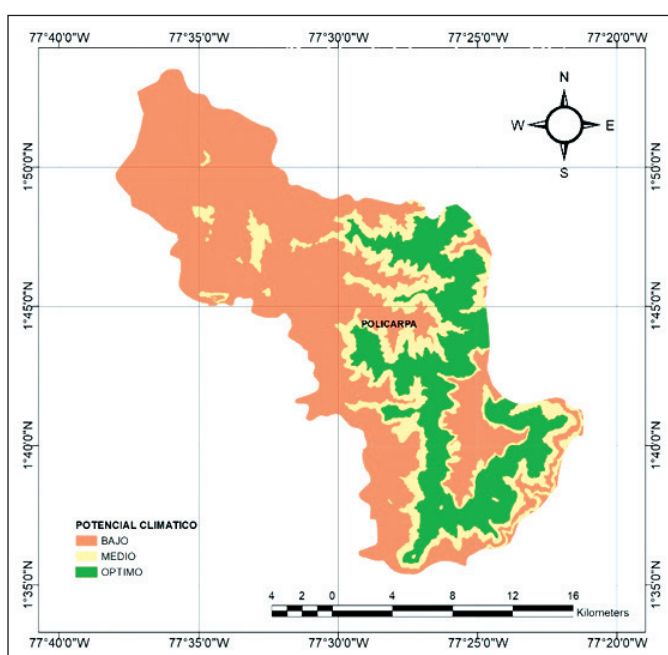 77°40'0"W 77°35'0"W 77°30'0"W 77°25'0"W 77°20'0"W
N
W E
S
1°50'0"N 1°50'0"N
1°45'0"N 1°45'0"N
POLICARPA
1°40'0"N 1°40'0"N
POTENCIAL CLIMATICO
BAJO
MEDIO
OPTIMO
1°35'0"N 1°35'0"N
4 2 0 4 8 12 16
Kilometers
77°40'0"W 77°35'0"W 77°30'0"W 77°25'0"W 77°20'0"W